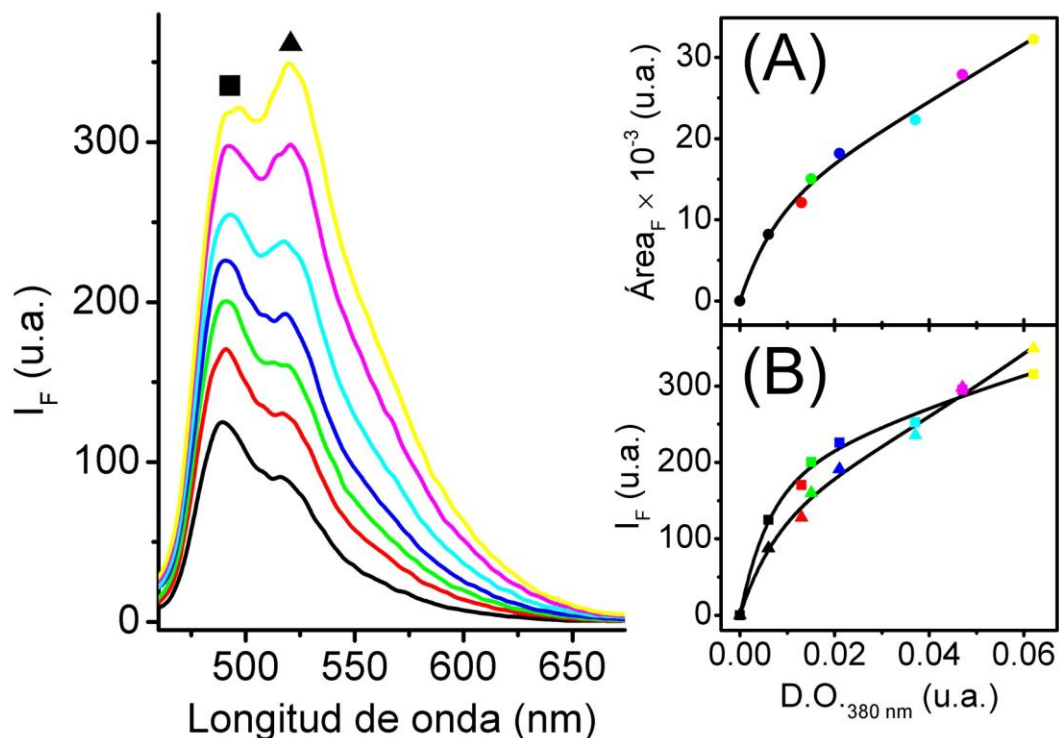 300
200
100
0
I_F (u.a.)
500
550
600
650
Longitud de onda (nm)
(A)
30
20
10
0
Área_F × 10⁻³ (u.a.)
(B)
300
200
100
0
I_F (u.a.)
0.00
0.02
0.04
0.06
D.O.₃₈₀ ₙₘ (u.a.)